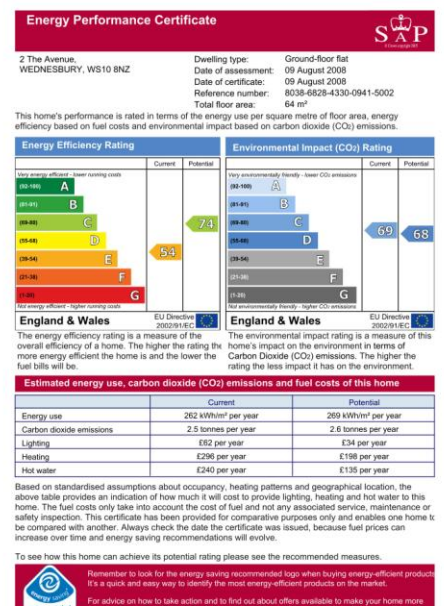 Energy Performance Certificate
SAP
2 The Avenue,
WEDNESBURY, WS10 8NZ
Dwelling type: Ground-floor flat
Date of assessment: 09 August 2008
Date of certificate: 09 August 2008
Reference number: 8038-6828-4330-0941-5002
Total floor area: 64 m²
This home's performance is rated in terms of the energy use per square metre of floor area, energy
efficiency based on fuel costs and environmental impact based on carbon dioxide (CO2) emissions.
Energy Efficiency Rating
Current Potential
Very energy efficient - lower running costs
(92-100) A
(81-91) B
(69-80) C
(55-68) D
(39-54) E
(21-38) F
(1-20) G
Not energy efficient - higher running costs
54
74
England & Wales
EU Directive
2002/91/EC
The energy efficiency rating is a measure of the
overall efficiency of a home. The higher the rating the
more energy efficient the home is and the lower the
fuel bills will be.
Environmental Impact (CO2) Rating
Current Potential
Very environmentally friendly - lower CO2 emissions
(92-100) A
(81-91) B
(69-80) C
(55-68) D
(39-54) E
(21-38) F
(1-20) G
Not environmentally friendly - higher CO2 emissions
69
68
England & Wales
EU Directive
2002/91/EC
The environmental impact rating is a measure of this
home's impact on the environment in terms of
Carbon Dioxide (CO2) emissions. The higher the
rating the less impact it has on the environment.
Estimated energy use, carbon dioxide (CO2) emissions and fuel costs of this home
Current Potential
Energy use 262 kWh/m² per year 269 kWh/m² per year
Carbon dioxide emissions 2.5 tonnes per year 2.6 tonnes per year
Lighting £62 per year £34 per year
Heating £296 per year £198 per year
Hot water £240 per year £135 per year
Based on standardised assumptions about occupancy, heating patterns and geographical location, the
above table provides an indication of how much it will cost to provide lighting, heating and hot water to this
home. The fuel costs only take into account the cost of fuel and not any associated service, maintenance or
safety inspection. This certificate has been provided for comparative purposes only and enables one home to
be compared with another. Always check the date the certificate was issued, because fuel prices can
increase over time and energy saving recommendations will evolve.
To see how this home can achieve its potential rating please see the recommended measures.
energy saving
Remember to look for the energy saving recommended logo when buying energy-efficient products
It's a quick and easy way to identify the most energy-efficient products on the market.
For advice on how to take action and to find out about offers available to make your home more